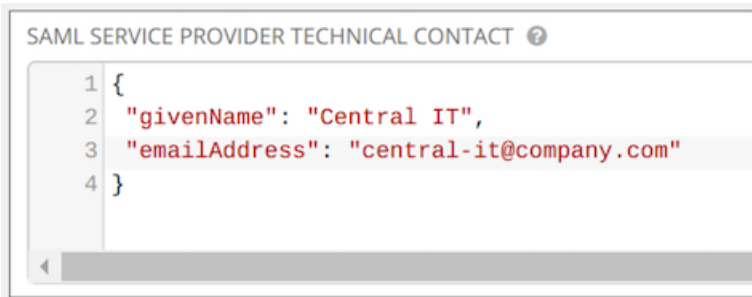 SAML SERVICE PROVIDER TECHNICAL CONTACT ?
1 {
2 "givenName": "Central IT",
3 "emailAddress": "central-it@company.com"
4 }